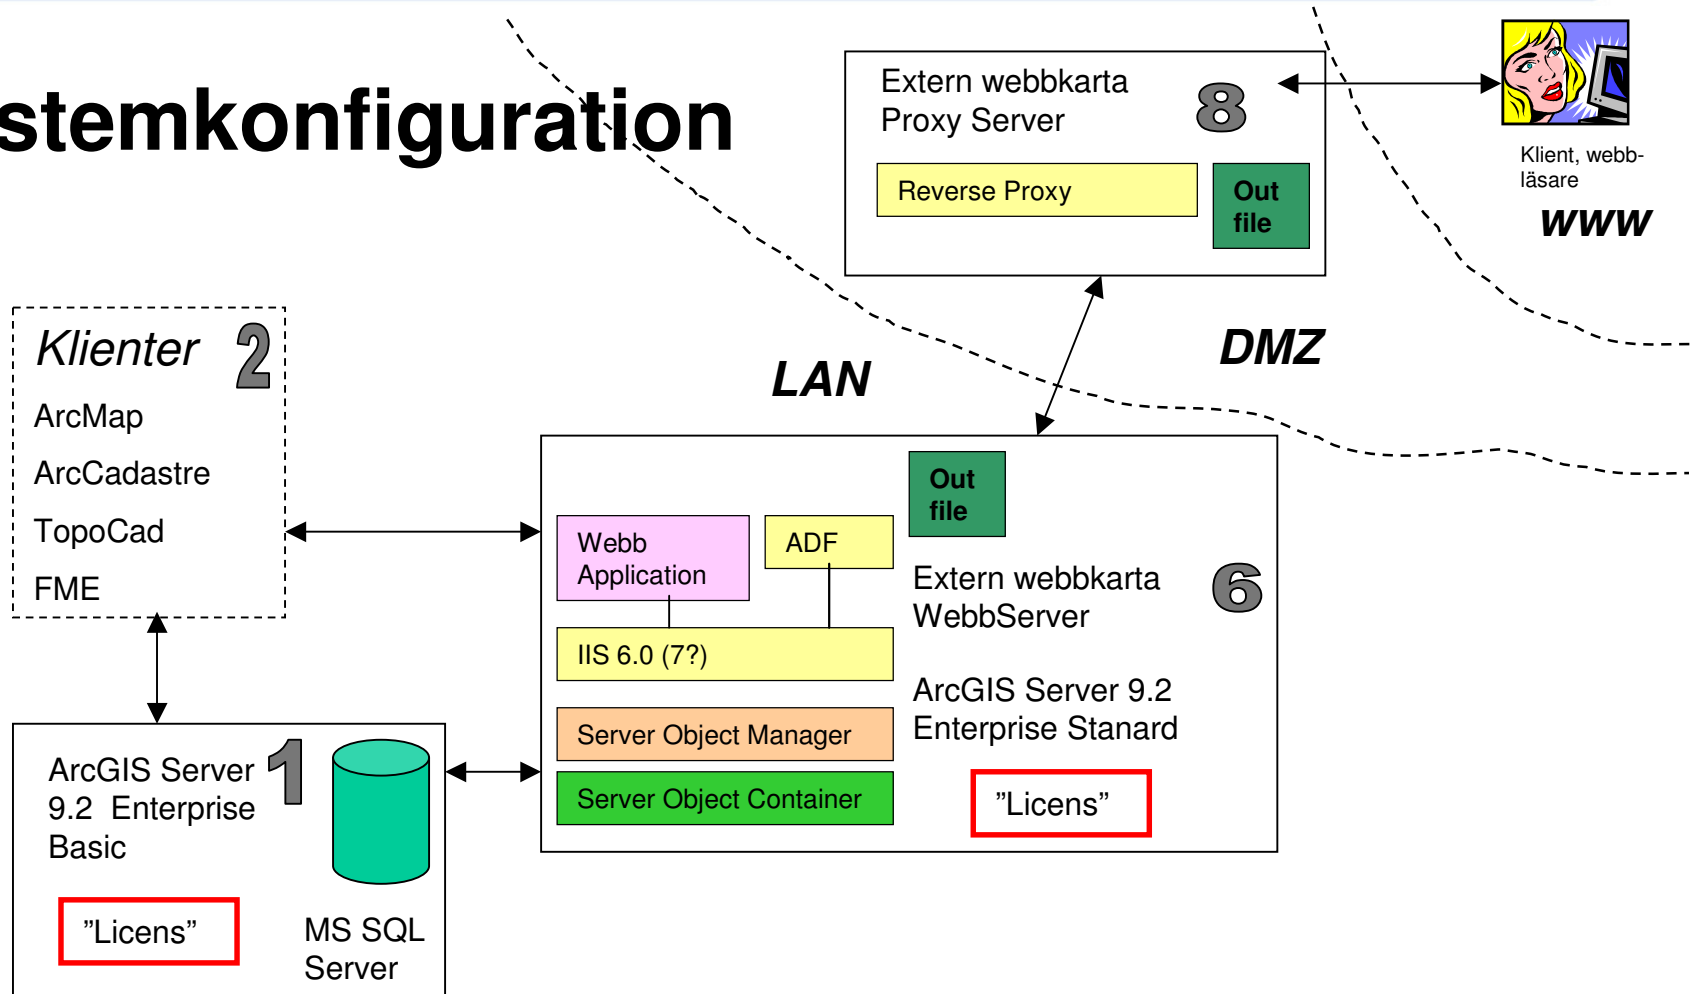 stemkonfiguration
Extern webbkarta
Proxy Server
8
Reverse Proxy
Out
file
Klient, webb-
läsare
www
LAN
DMZ
Klienter 2
ArcMap
ArcCadastre
TopoCad
FME
Out
file
Webb
Application
ADF
IIS 6.0 (7?)
Server Object Manager
Server Object Container
Extern webbkarta
WebbServer
6
ArcGIS Server 9.2
Enterprise Stanard
”Licens”
ArcGIS Server
9.2 Enterprise
Basic
1
”Licens”
MS SQL
Server